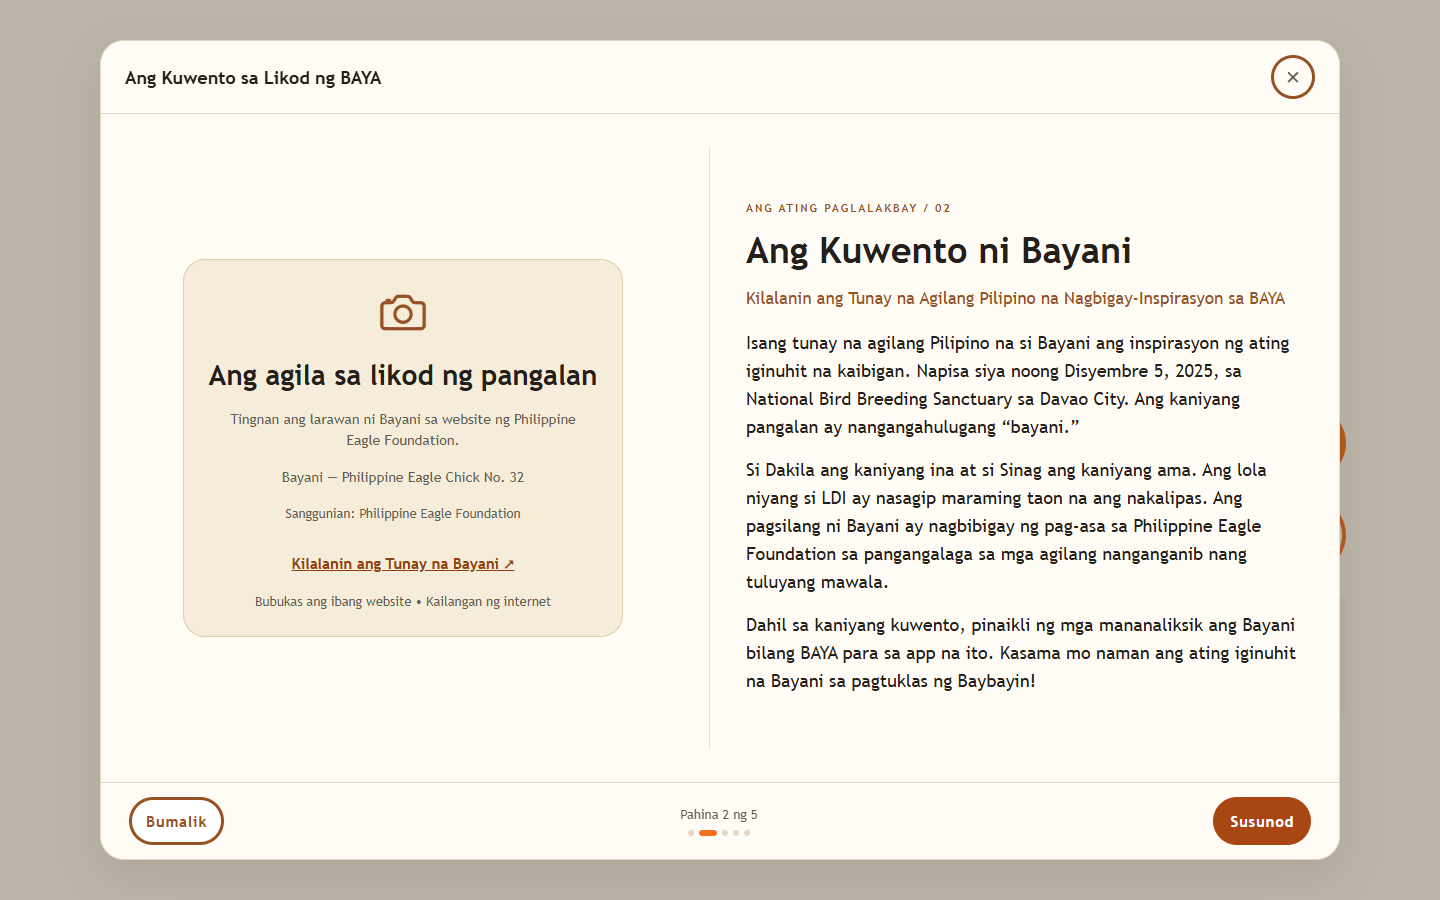 Ang Kuwento sa Likod ng BAYA
Ang agila sa likod ng pangalan
Tingnan ang larawan ni Bayani sa website ng Philippine
Eagle Foundation.
Bayani — Philippine Eagle Chick No. 32
Sanggunian: Philippine Eagle Foundation
Kilalanin ang Tunay na Bayani ↗
Bubukas ang ibang website • Kailangan ng internet
ANG ATING PAGLALAKBAY / 02
Ang Kuwento ni Bayani
Kilalanin ang Tunay na Agilang Pilipino na Nagbigay-Inspirasyon sa BAYA
Isang tunay na agilang Pilipino na si Bayani ang inspirasyon ng ating
iginuhit na kaibigan. Napisa siya noong Disyembre 5, 2025, sa
National Bird Breeding Sanctuary sa Davao City. Ang kaniyang
pangalan ay nangangahulugang “bayani.”
Si Dakila ang kaniyang ina at si Sinag ang kaniyang ama. Ang lola
niyang si LDI ay nasagip maraming taon na ang nakalipas. Ang
pagsilang ni Bayani ay nagbibigay ng pag-asa sa Philippine Eagle
Foundation sa pangangalaga sa mga agilang nanganganib nang
tuluyang mawala.
Dahil sa kaniyang kuwento, pinaikli ng mga mananaliksik ang Bayani
bilang BAYA para sa app na ito. Kasama mo naman ang ating iginuhit
na Bayani sa pagtuklas ng Baybayin!
Bumalik
Pahina 2 ng 5
Susunod